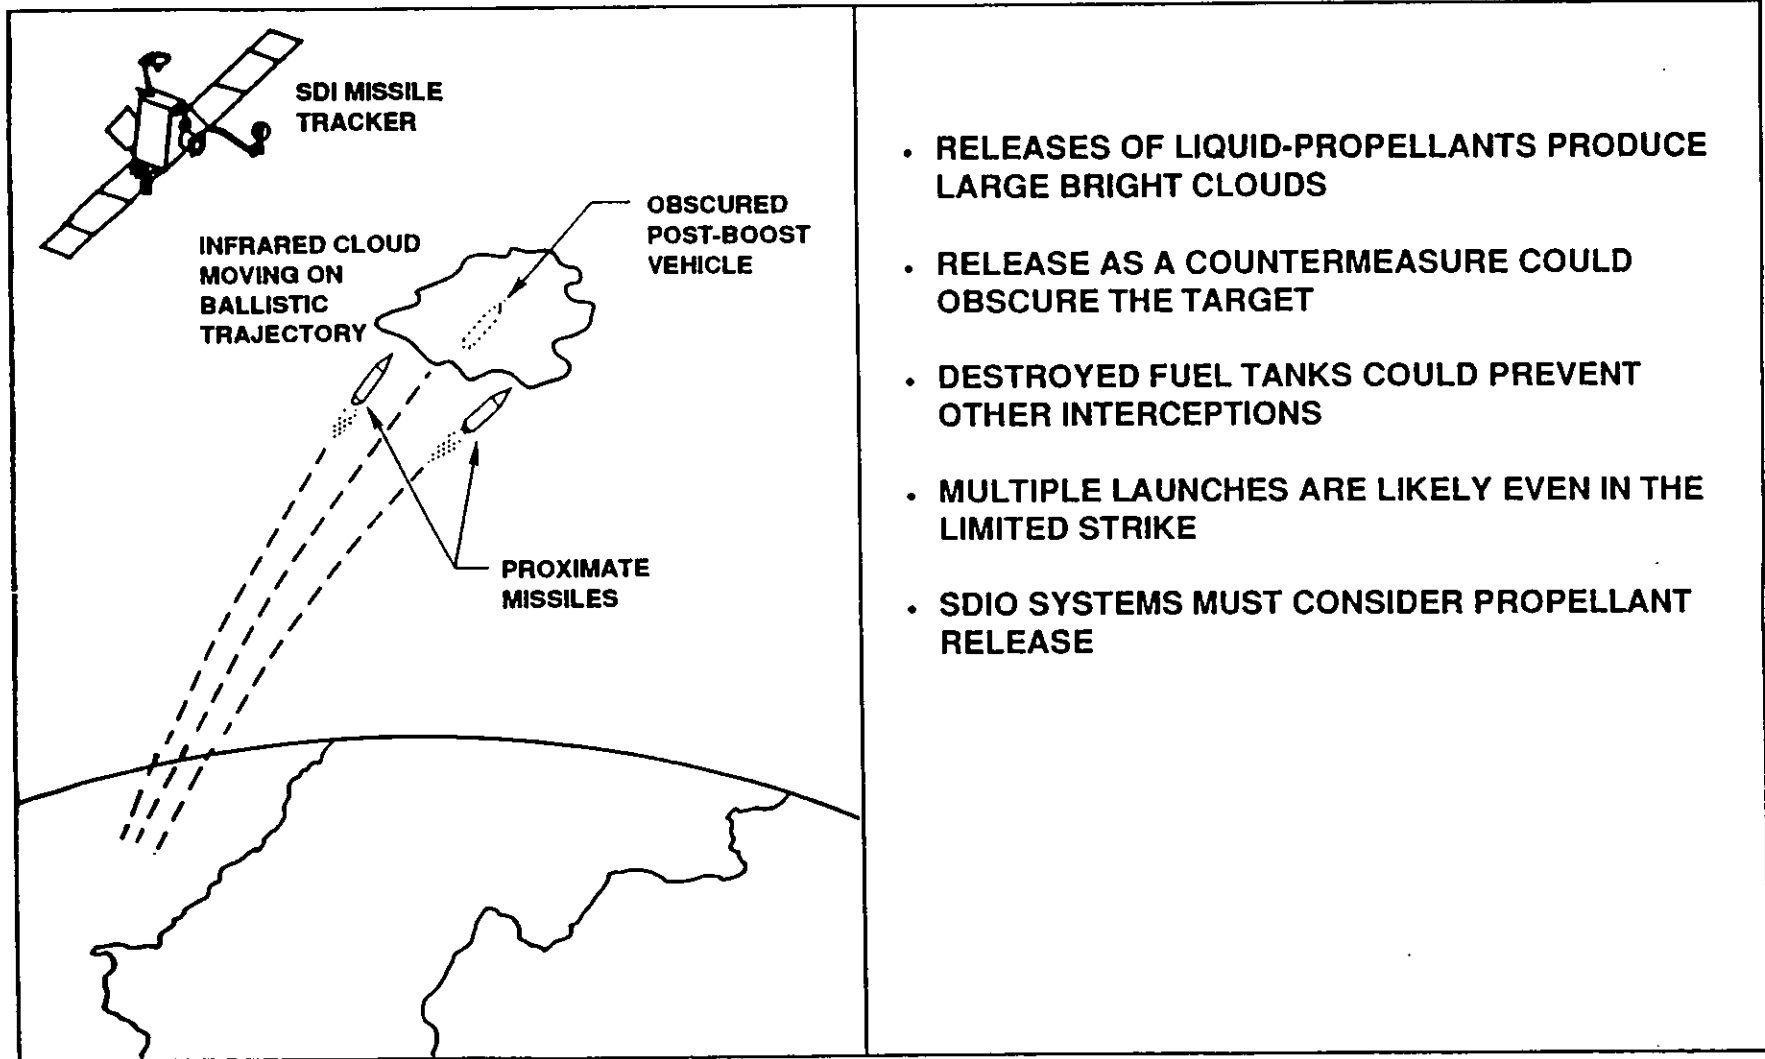 SDI MISSILE
TRACKER
OBSCURED
POST-BOOST
VEHICLE
INFRARED CLOUD
MOVING ON
BALLISTIC
TRAJECTORY
PROXIMATE
MISSILES
• RELEASES OF LIQUID-PROPELLANTS PRODUCE
LARGE BRIGHT CLOUDS
• RELEASE AS A COUNTERMEASURE COULD
OBSCURE THE TARGET
• DESTROYED FUEL TANKS COULD PREVENT
OTHER INTERCEPTIONS
• MULTIPLE LAUNCHES ARE LIKELY EVEN IN THE
LIMITED STRIKE
• SDIO SYSTEMS MUST CONSIDER PROPELLANT
RELEASE